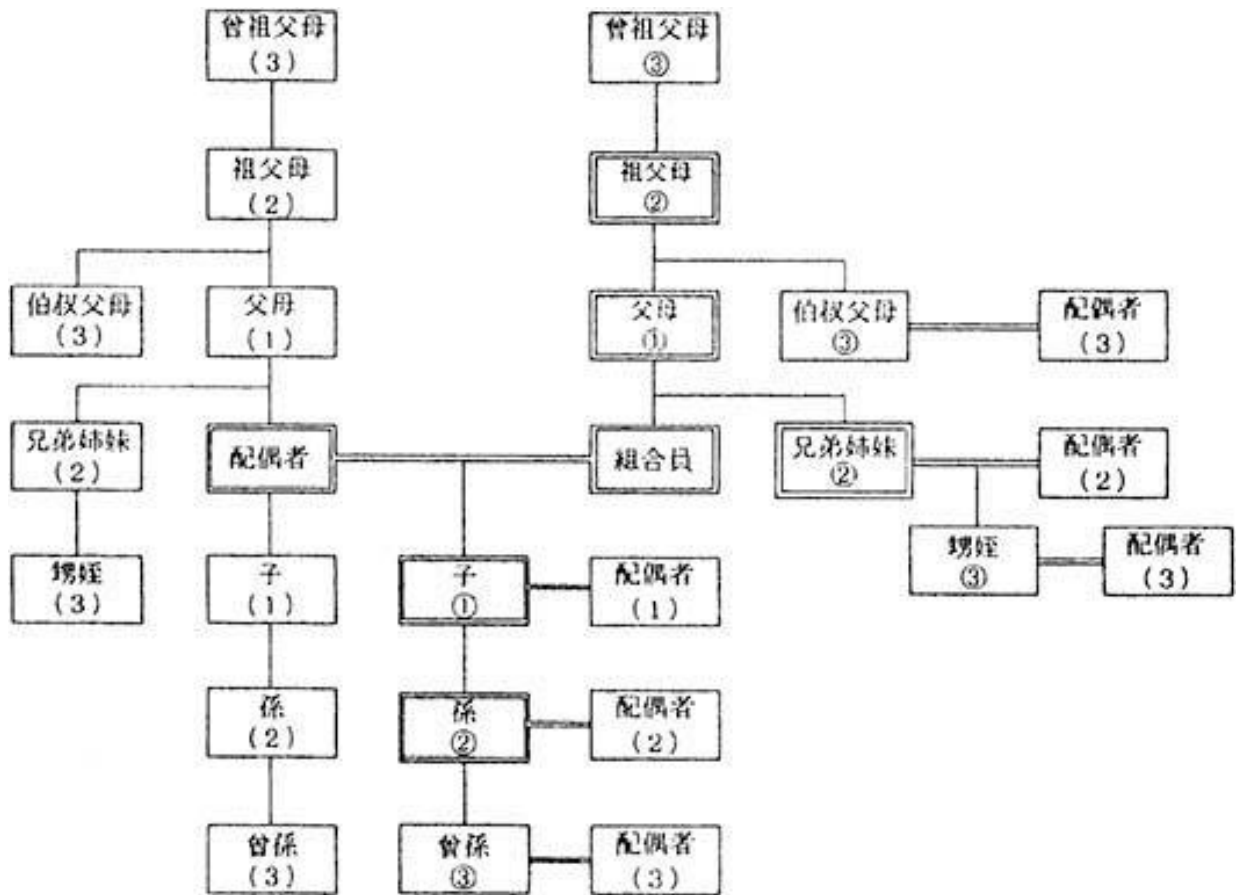 曾祖父母
(3)
曾祖父母
③
祖父母
(2)
祖父母
②
伯叔父母
(3)
父母
(1)
父母
①
伯叔父母
③
配偶者
(3)
兄弟姉妹
(2)
配偶者
組合員
兄弟姉妹
②
配偶者
(2)
甥姪
(3)
子
(1)
子
①
配偶者
(1)
甥姪
③
配偶者
(3)
係
(2)
係
②
配偶者
(2)
曾係
(3)
曾係
③
配偶者
(3)